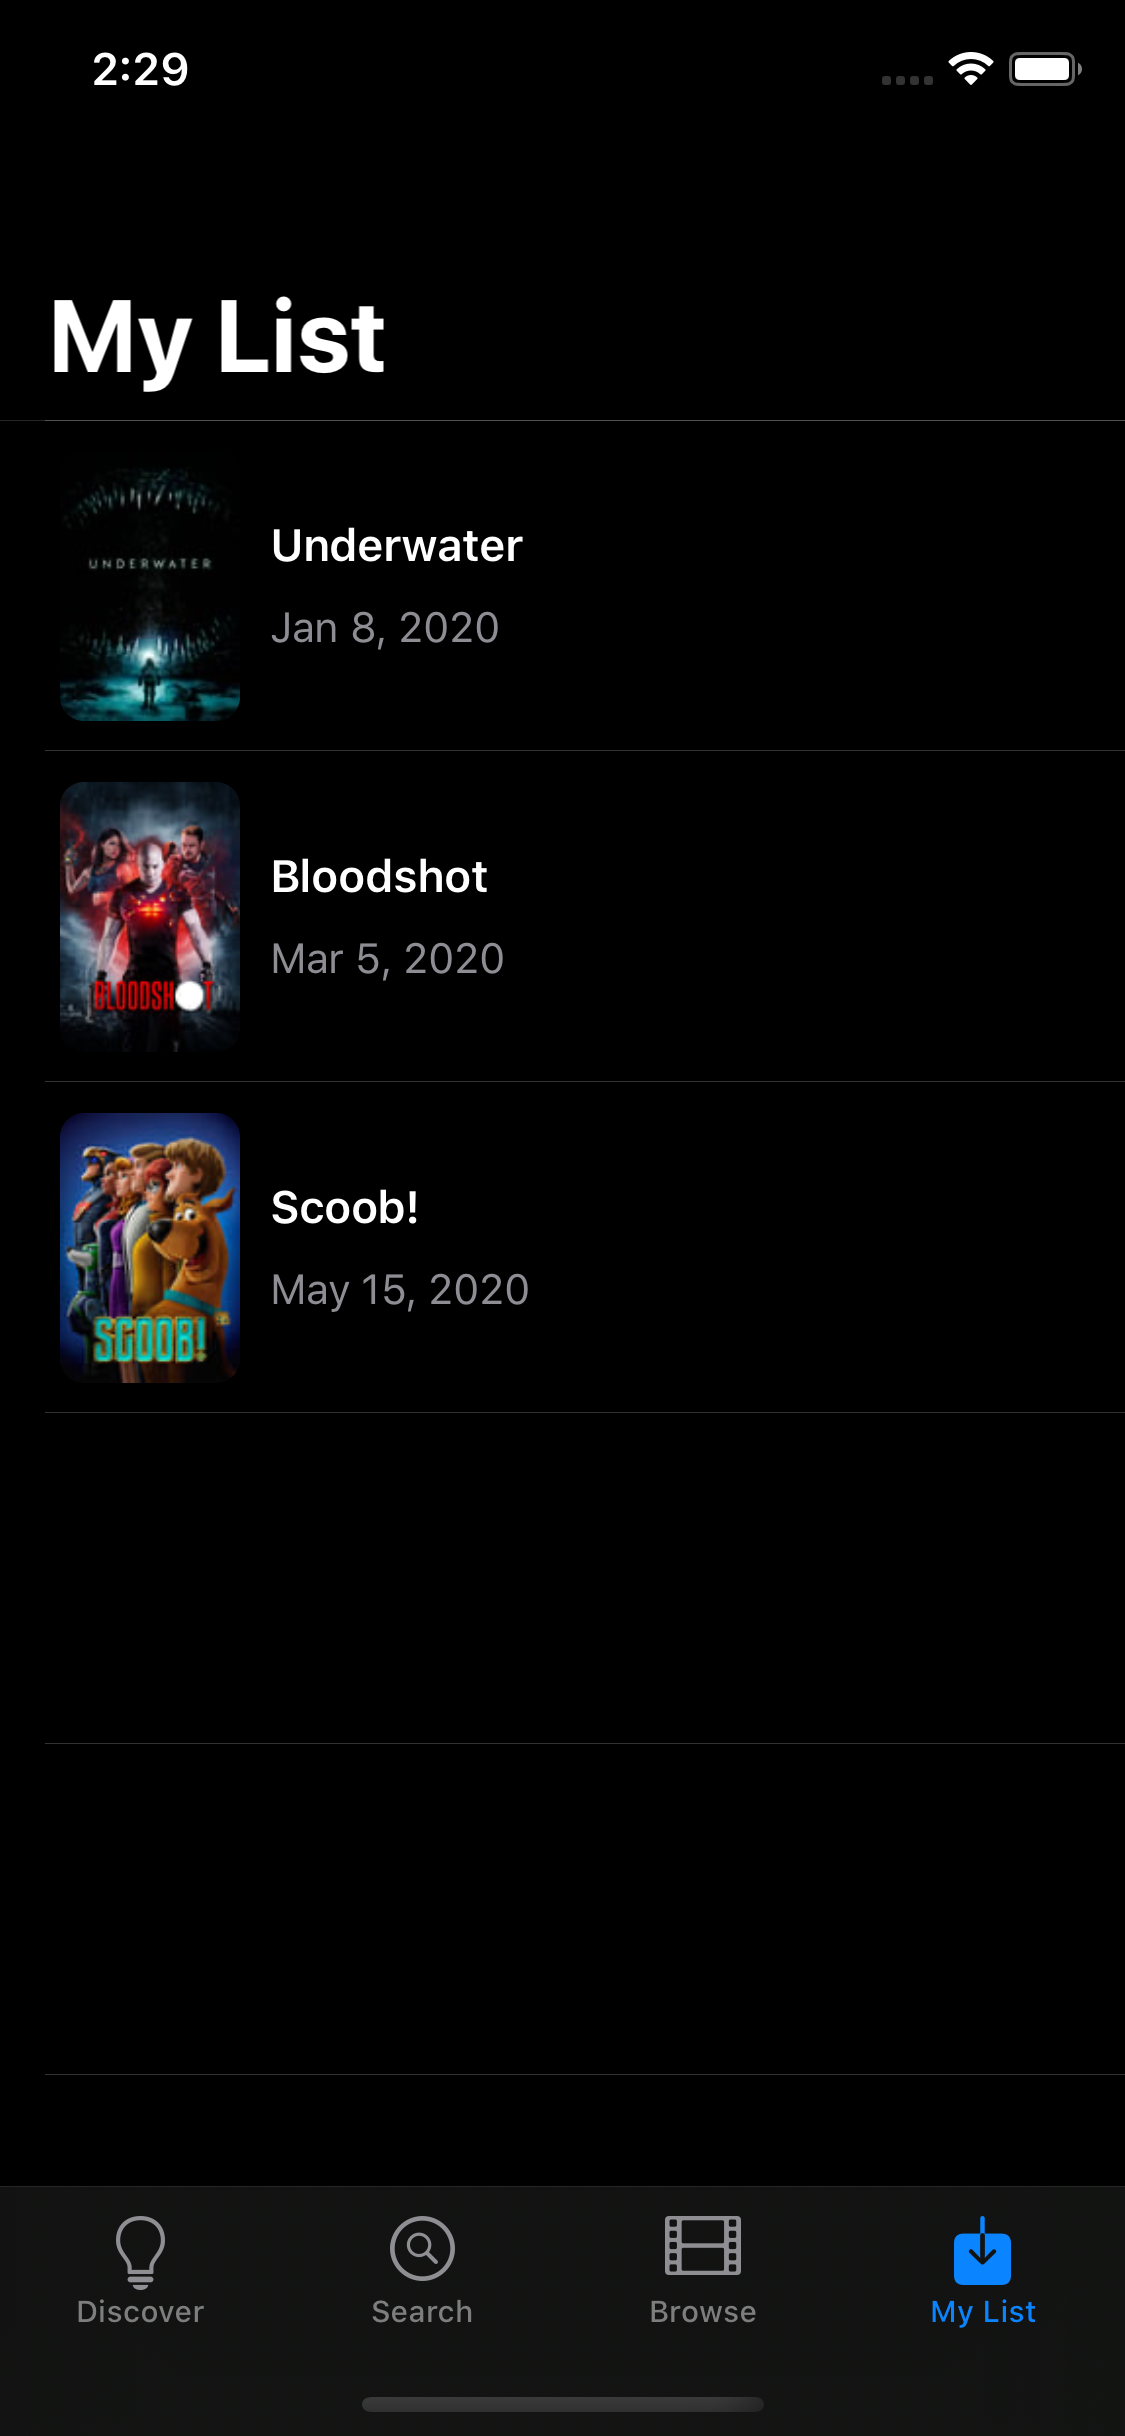 2:29
My List
UNDERWATER
Underwater
Jan 8, 2020
BLOODSHOT
Bloodshot
Mar 5, 2020
SCOOB!
Scoob!
May 15, 2020
Discover
Search
Browse
My List